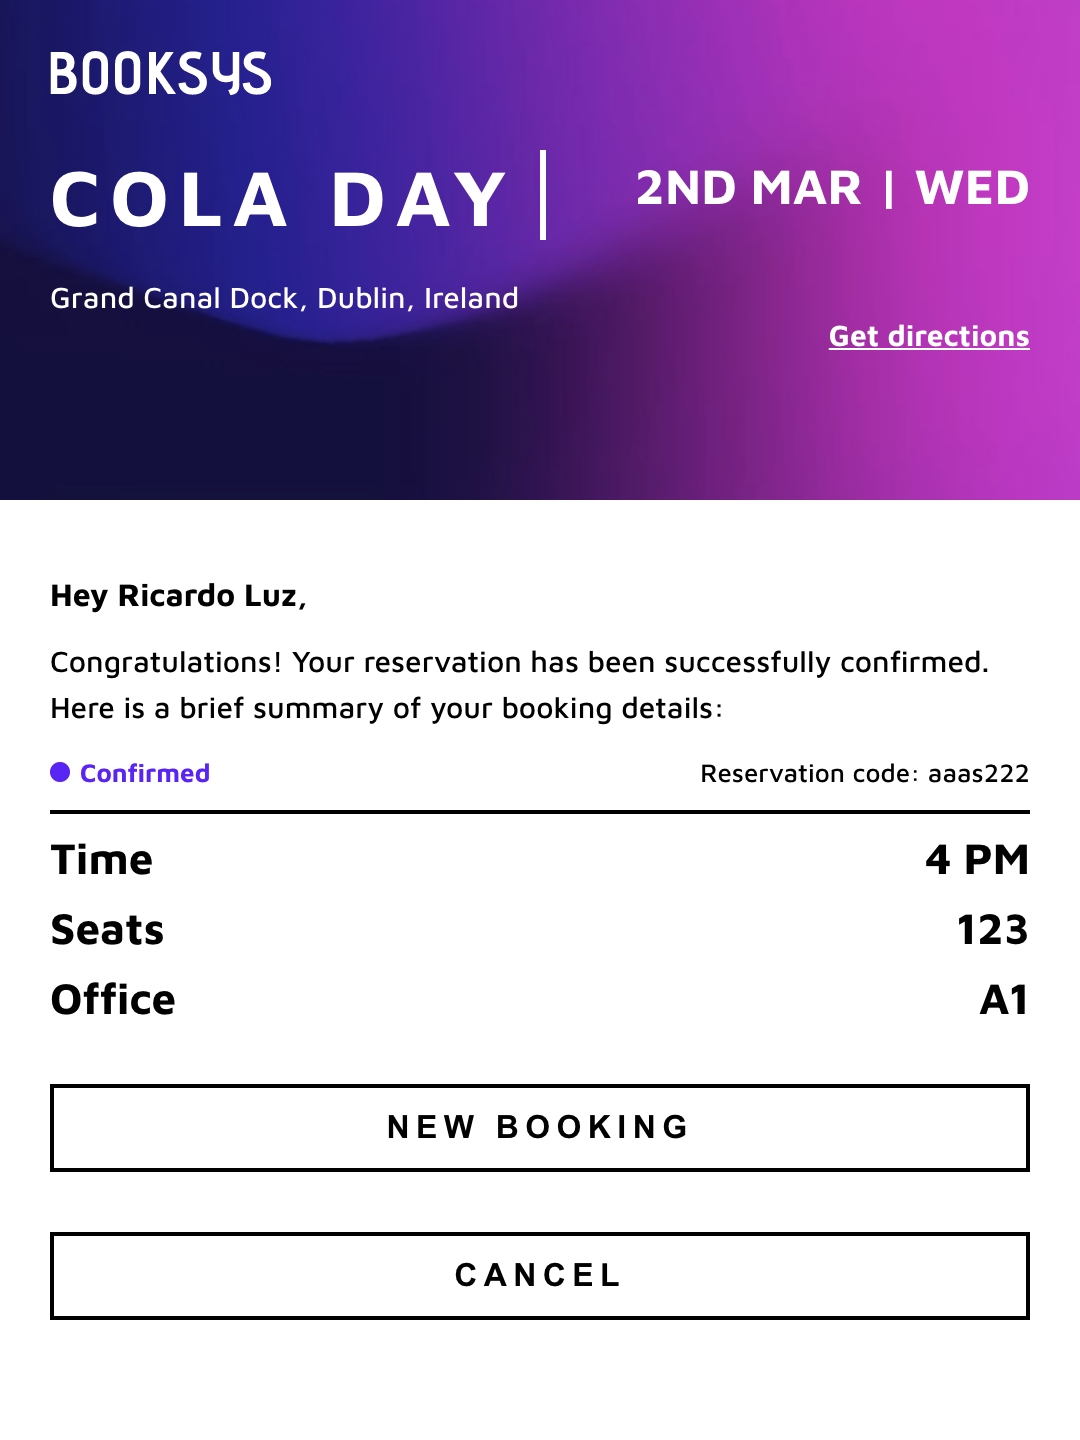 BOOKSYS
COLA DAY
2ND MAR | WED
Grand Canal Dock, Dublin, Ireland
Get directions
Hey Ricardo Luz,
Congratulations! Your reservation has been successfully confirmed.
Here is a brief summary of your booking details:
Confirmed Reservation code: aaas222
Time 4 PM
Seats 123
Office A1
NEW BOOKING
CANCEL